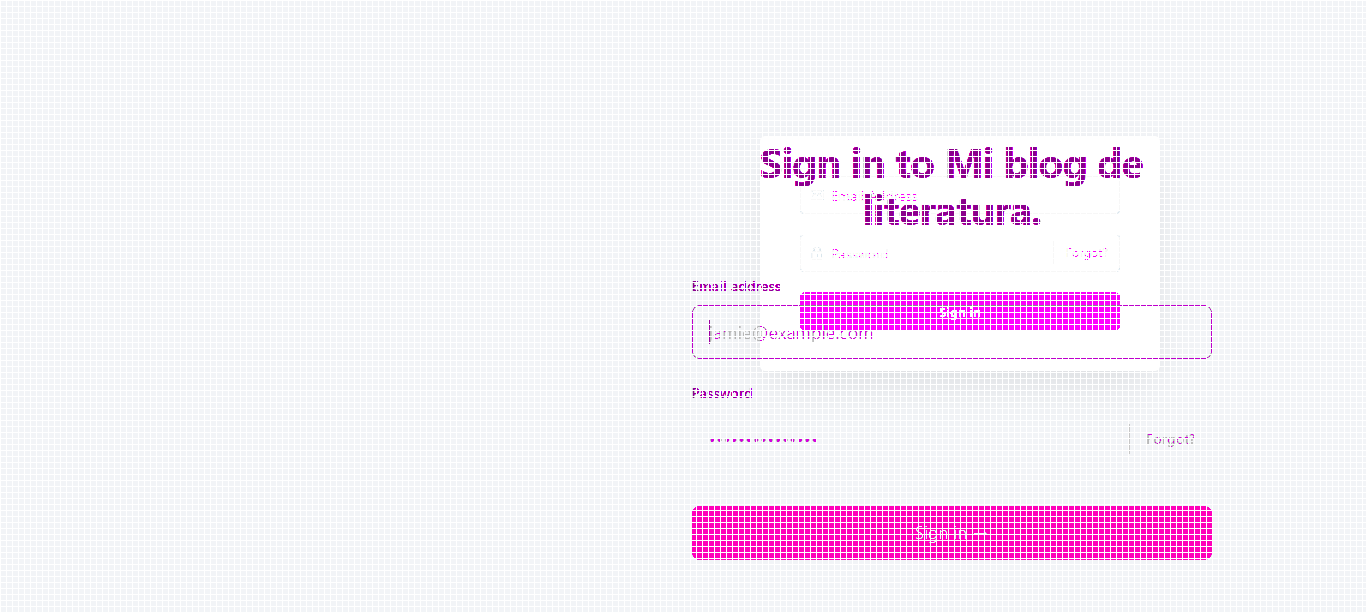 Sign in to Mi blog de
Email Address
literatura.
Password
Forgot?
Email address
Sign in
jamie@example.com
Password
•••••••••••••••
Forgot?
Sign in →